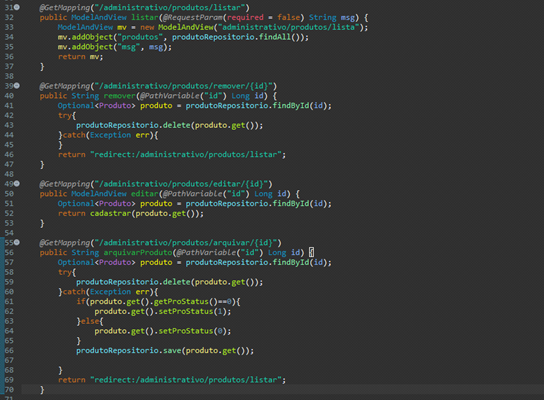 31 @GetMapping("/administrativo/produtos/listar")
32 public ModelAndView listar(@RequestParam(required = false) String msg) {
33 ModelAndView mv = new ModelAndView("administrativo/produtos/lista");
34 mv.addObject("produtos", produtoRepositorio.findAll());
35 mv.addObject("msg", msg);
36 return mv;
37 }
38
39 @GetMapping("/administrativo/produtos/remover/{id}")
40 public String remover(@PathVariable("id") Long id) {
41 Optional<Produto> produto = produtoRepositorio.findById(id);
42 try{
43 produtoRepositorio.delete(produto.get());
44 }catch(Exception err){
45 }
46 return "redirect:/administrativo/produtos/listar";
47 }
48
49 @GetMapping("/administrativo/produtos/editar/{id}")
50 public ModelAndView editar(@PathVariable("id") Long id) {
51 Optional<Produto> produto = produtoRepositorio.findById(id);
52 return cadastrar(produto.get());
53 }
54
55 @GetMapping("/administrativo/produtos/arquivar/{id}")
56 public String arquivarProduto(@PathVariable("id") Long id) {
57 Optional<Produto> produto = produtoRepositorio.findById(id);
58 try{
59 produtoRepositorio.delete(produto.get());
60 }catch(Exception err){
61 if(produto.get().getProStatus()==0){
62 produto.get().setProStatus(1);
63 }else{
64 produto.get().setProStatus(0);
65 }
66 produtoRepositorio.save(produto.get());
67
68 }
69 return "redirect:/administrativo/produtos/listar";
70 }
71